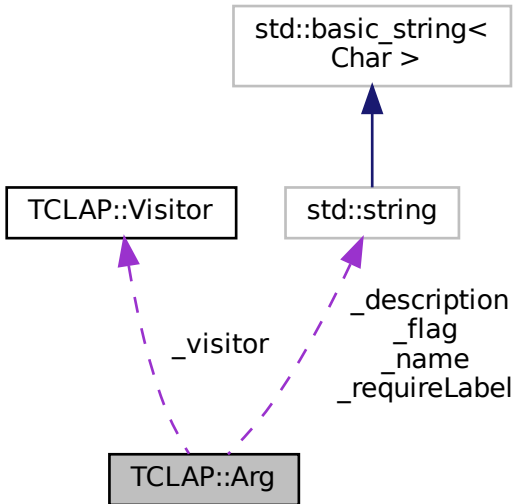 std::basic_string<
Char >
TCLAP::Visitor
std::string
_description
_flag
_name
_requireLabel
_visitor
TCLAP::Arg